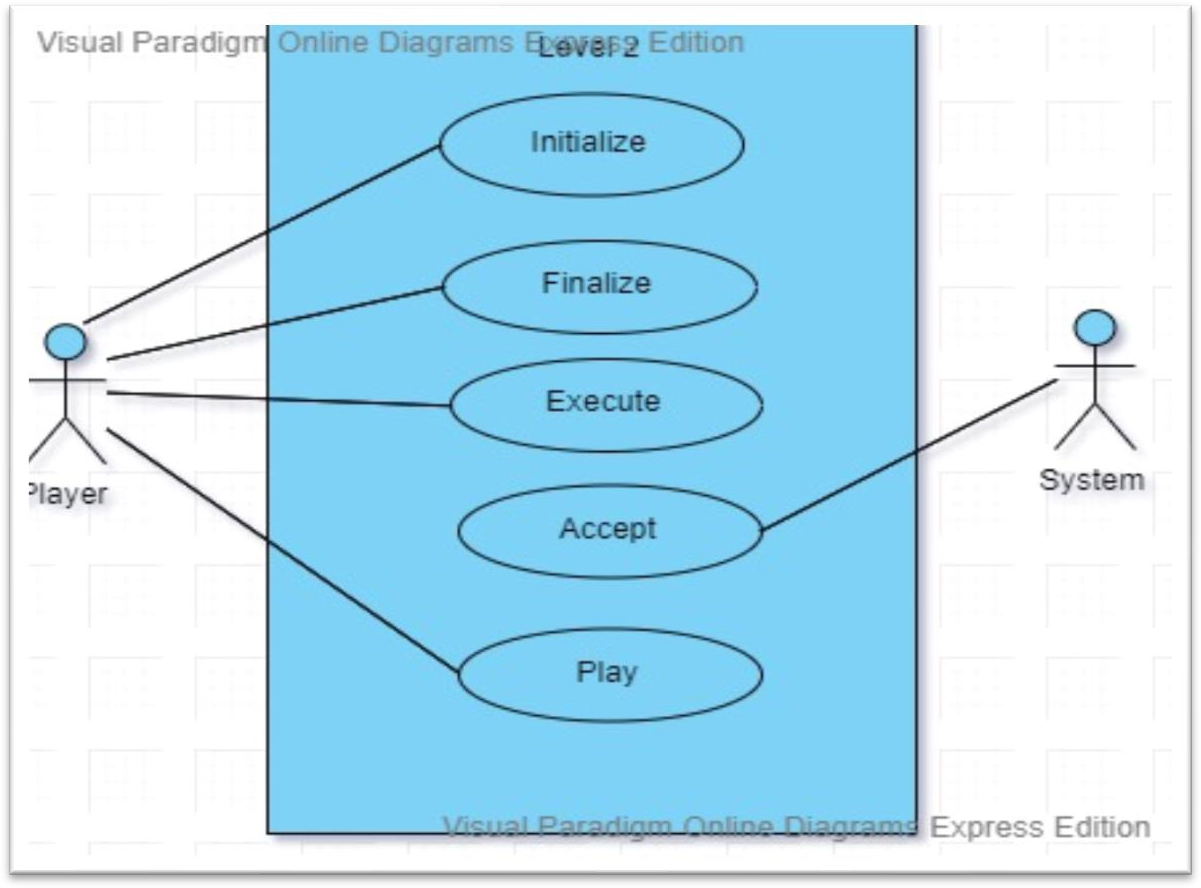 Visual Paradigm Online Diagrams Express Edition
Level 2
Initialize
Finalize
Execute
Accept
Play
Player
System
Visual Paradigm Online Diagrams Express Edition